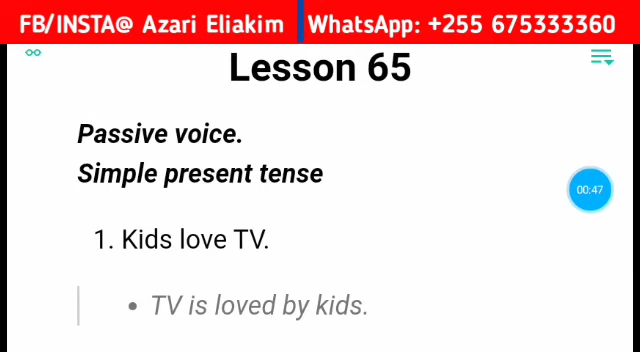 FB/INSTA@ Azari Eliakim WhatsApp: +255 675333360
Lesson 65
Passive voice.
Simple present tense
00:47
1. Kids love TV.
• TV is loved by kids.